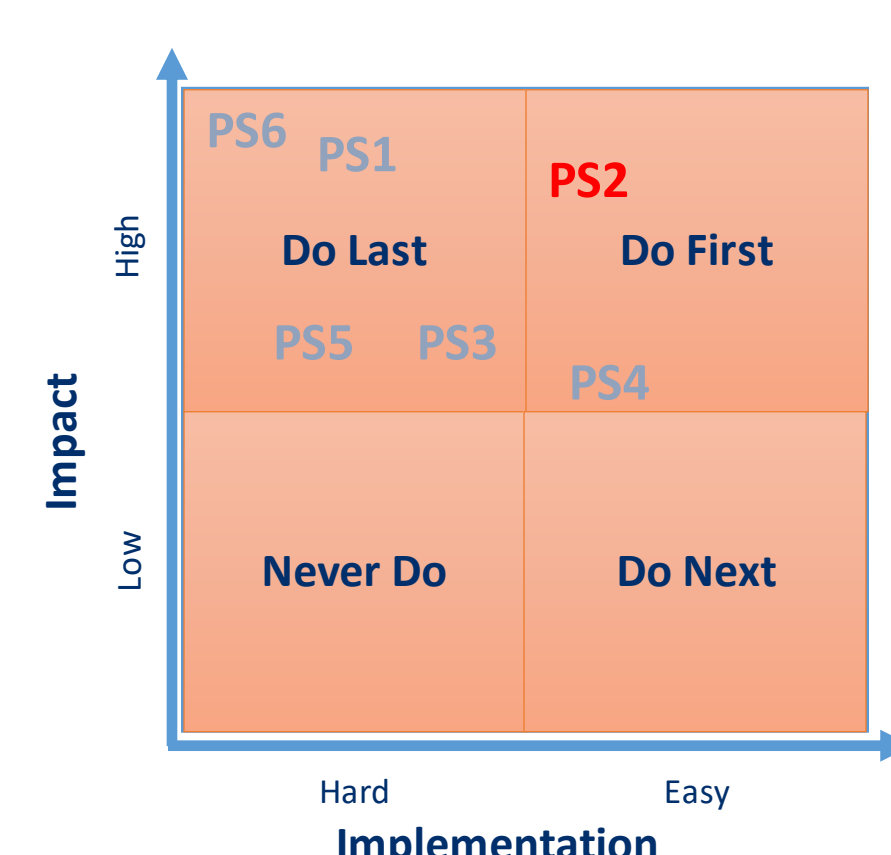 PS6
PS1
PS2
High
Do Last
Do First
PS5
PS3
PS4
Impact
Low
Never Do
Do Next
Hard
Easy
Implementation